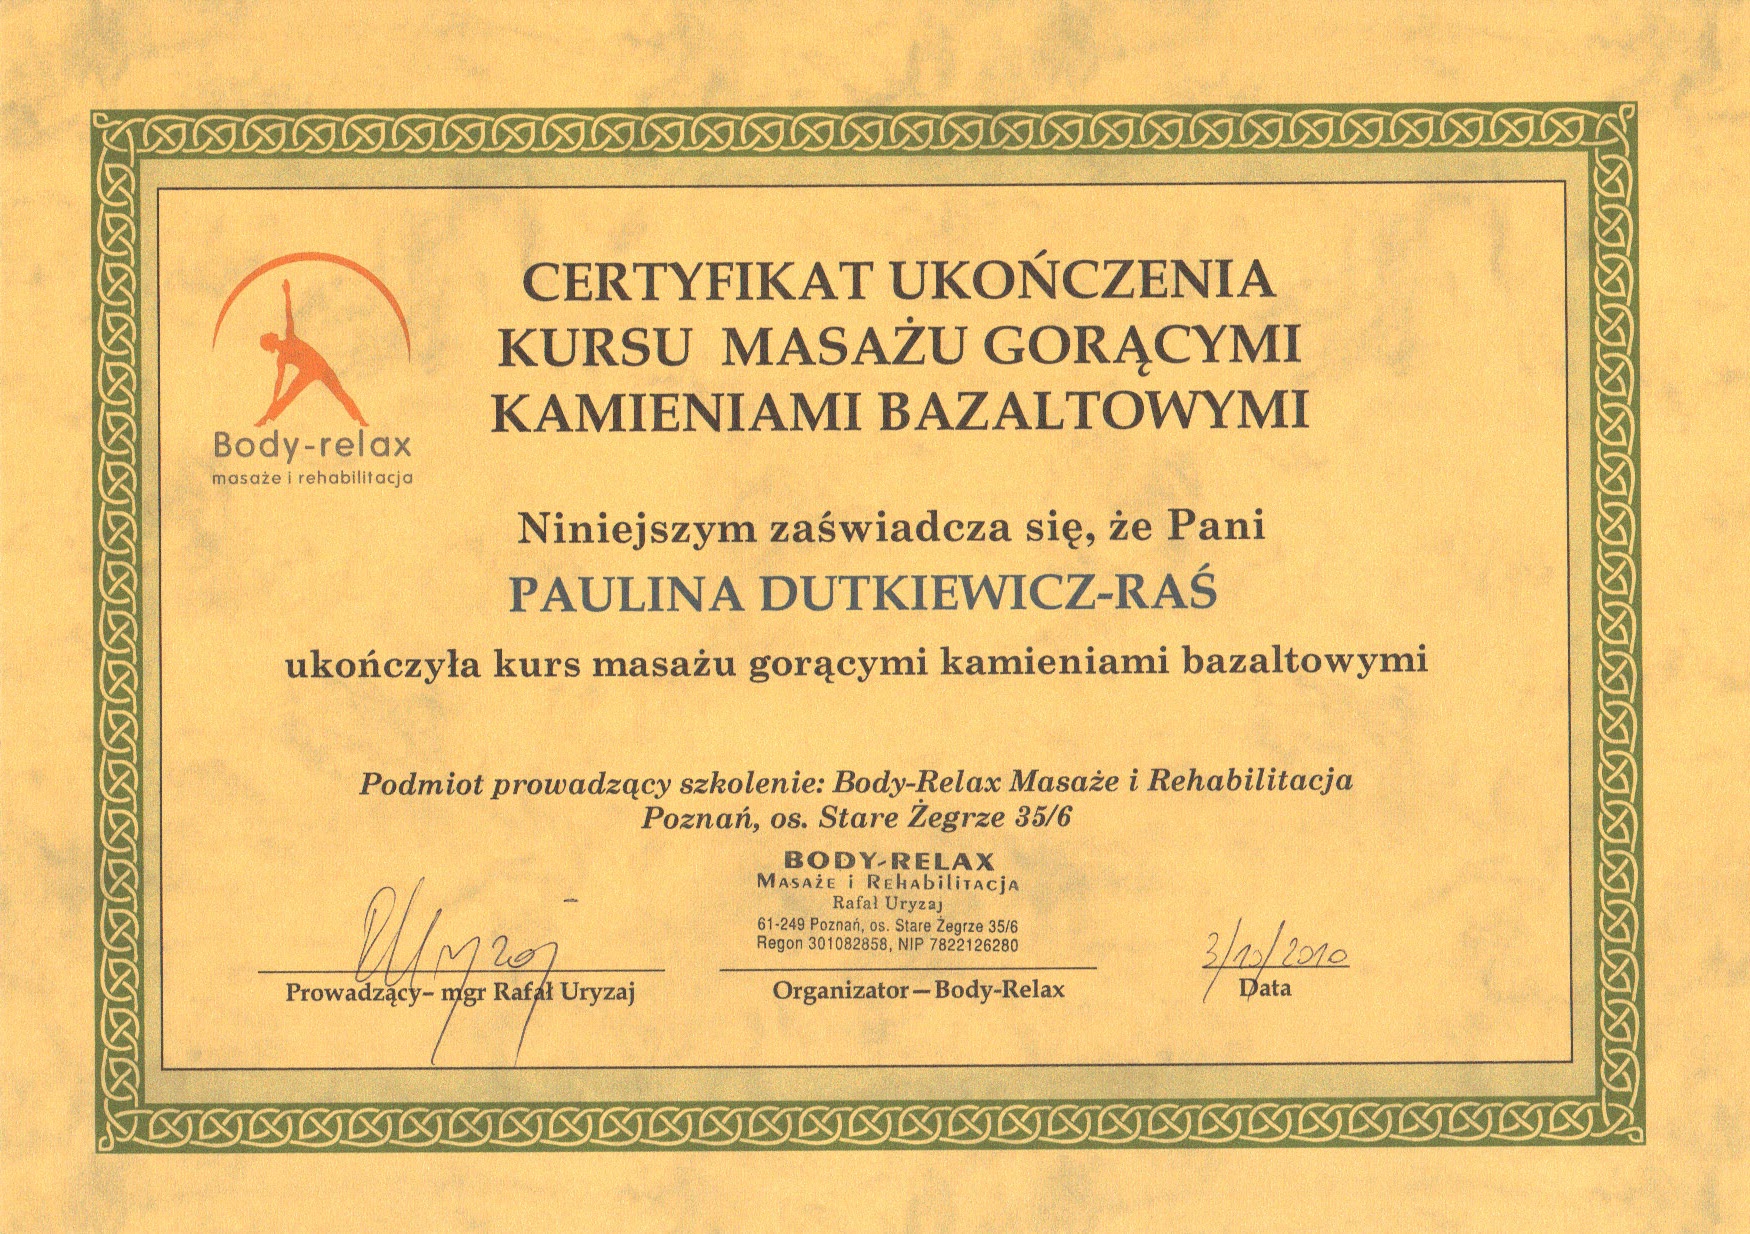 CERTYFIKAT UKOŃCZENIA
KURSU MASAŻU GORĄCYMI
KAMIENIAMI BAZALTOWYMI
Body-relax
masaże i rehabilitacja
Niniejszym zaświadcza się, że Pani
PAULINA DUTKIEWICZ-RAŚ
ukończyła kurs masażu gorącymi kamieniami bazaltowymi
Podmiot prowadzący szkolenie: Body-Relax Masaże i Rehabilitacja
Poznań, os. Stare Żegrze 35/6
BODY-RELAX
Masaże i Rehabilitacja
Rafał Uryzaj
61-249 Poznań, os. Stare Żegrze 35/6
Regon 301082858, NIP 7822126280
3/10/2010
Prowadzący– mgr Rafał Uryzaj
Organizator—Body-Relax
Data